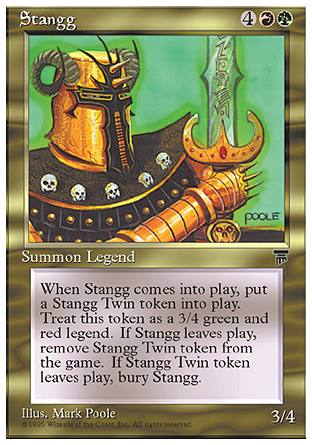 Stangg 4
POOLE
Summon Legend
When Stangg comes into play, put
a Stangg Twin token into play.
Treat this token as a 3/4 green and
red legend. If Stangg leaves play,
remove Stangg Twin token from
the game. If Stangg Twin token
leaves play, bury Stangg.
Illus. Mark Poole
©1995 Wizards of the Coast, Inc. All rights reserved.
3/4